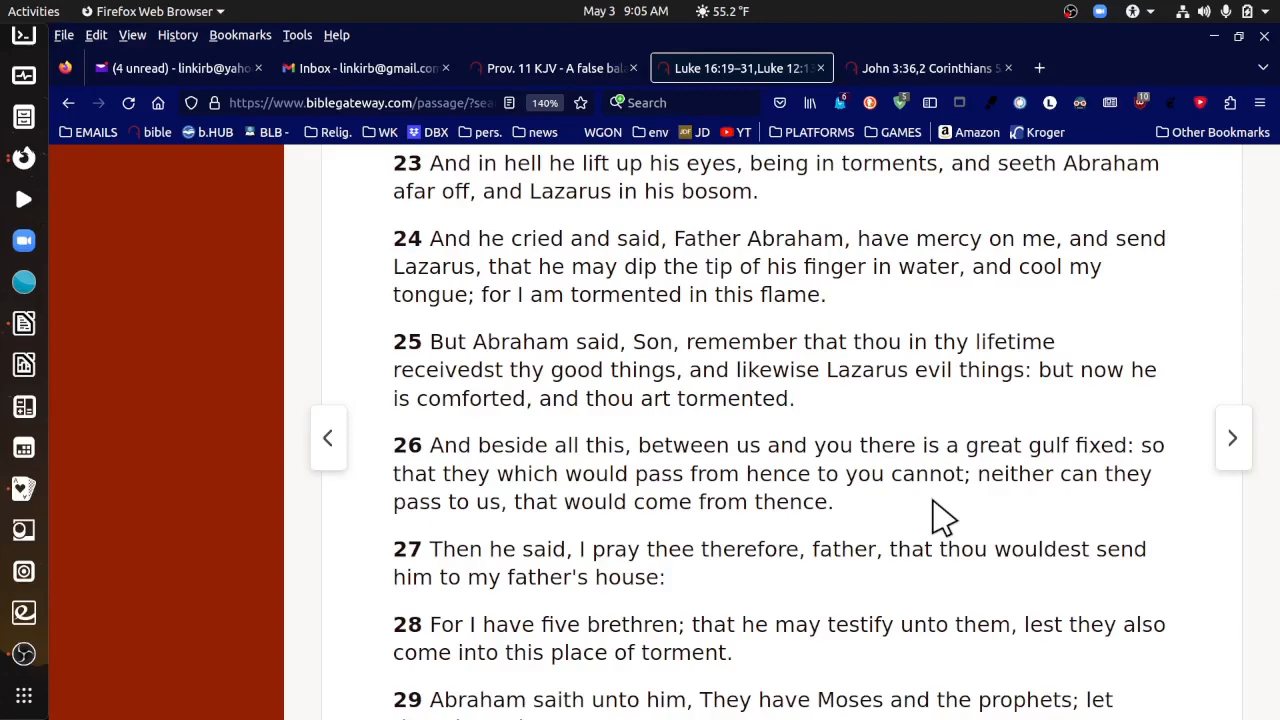 Activities
Firefox Web Browser
May 3 9:05 AM
55.2 °F
File Edit View History Bookmarks Tools Help
(4 unread) - linkirb@yaho
Inbox - linkirb@gmail.co
Prov. 11 KJV - A false bal
Luke 16:19–31,Luke 12:1
John 3:36,2 Corinthians 5
https://www.biblegateway.com/passage/?sea
140%
Search
6
5
10
EMAILS bible b.HUB BLB - Relig. WK DBX pers. news WGON env JD YT PLATFORMS GAMES Amazon Kroger Other Bookmarks
23 And in hell he lift up his eyes, being in torments, and seeth Abraham
afar off, and Lazarus in his bosom.
24 And he cried and said, Father Abraham, have mercy on me, and send
Lazarus, that he may dip the tip of his finger in water, and cool my
tongue; for I am tormented in this flame.
25 But Abraham said, Son, remember that thou in thy lifetime
receivedst thy good things, and likewise Lazarus evil things: but now he
is comforted, and thou art tormented.
26 And beside all this, between us and you there is a great gulf fixed: so
that they which would pass from hence to you cannot; neither can they
pass to us, that would come from thence.
27 Then he said, I pray thee therefore, father, that thou wouldest send
him to my father's house:
28 For I have five brethren; that he may testify unto them, lest they also
come into this place of torment.
29 Abraham saith unto him, They have Moses and the prophets; let